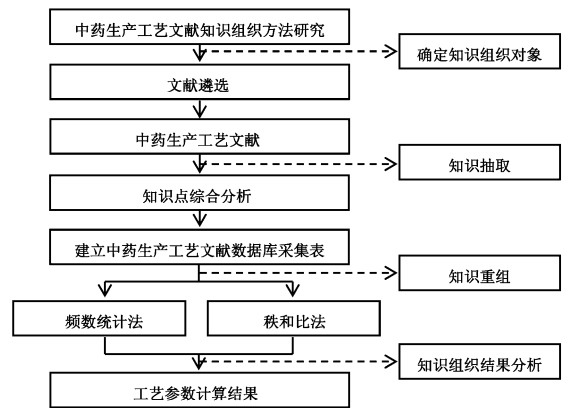 中药生产工艺文献知识组织方法研究
确定知识组织对象
文献遴选
中药生产工艺文献
知识抽取
知识点综合分析
建立中药生产工艺文献数据库采集表
知识重组
频数统计法
秩和比法
知识组织结果分析
工艺参数计算结果